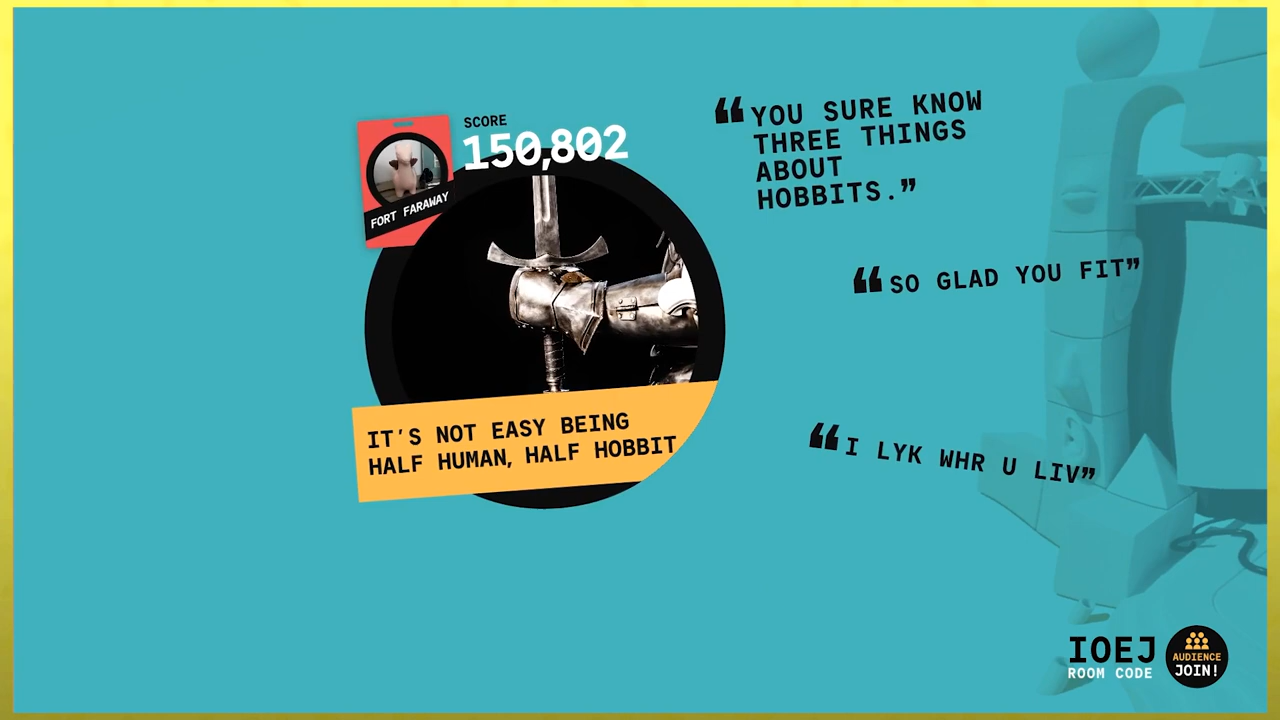 SCORE
150,802
FORT FARAWAY
IT'S NOT EASY BEING
HALF HUMAN, HALF HOBBIT
“YOU SURE KNOW
THREE THINGS
ABOUT
HOBBITS.”
“SO GLAD YOU FIT”
“I LYK WHR U LIV”
IOEJ
ROOM CODE
AUDIENCE
JOIN!